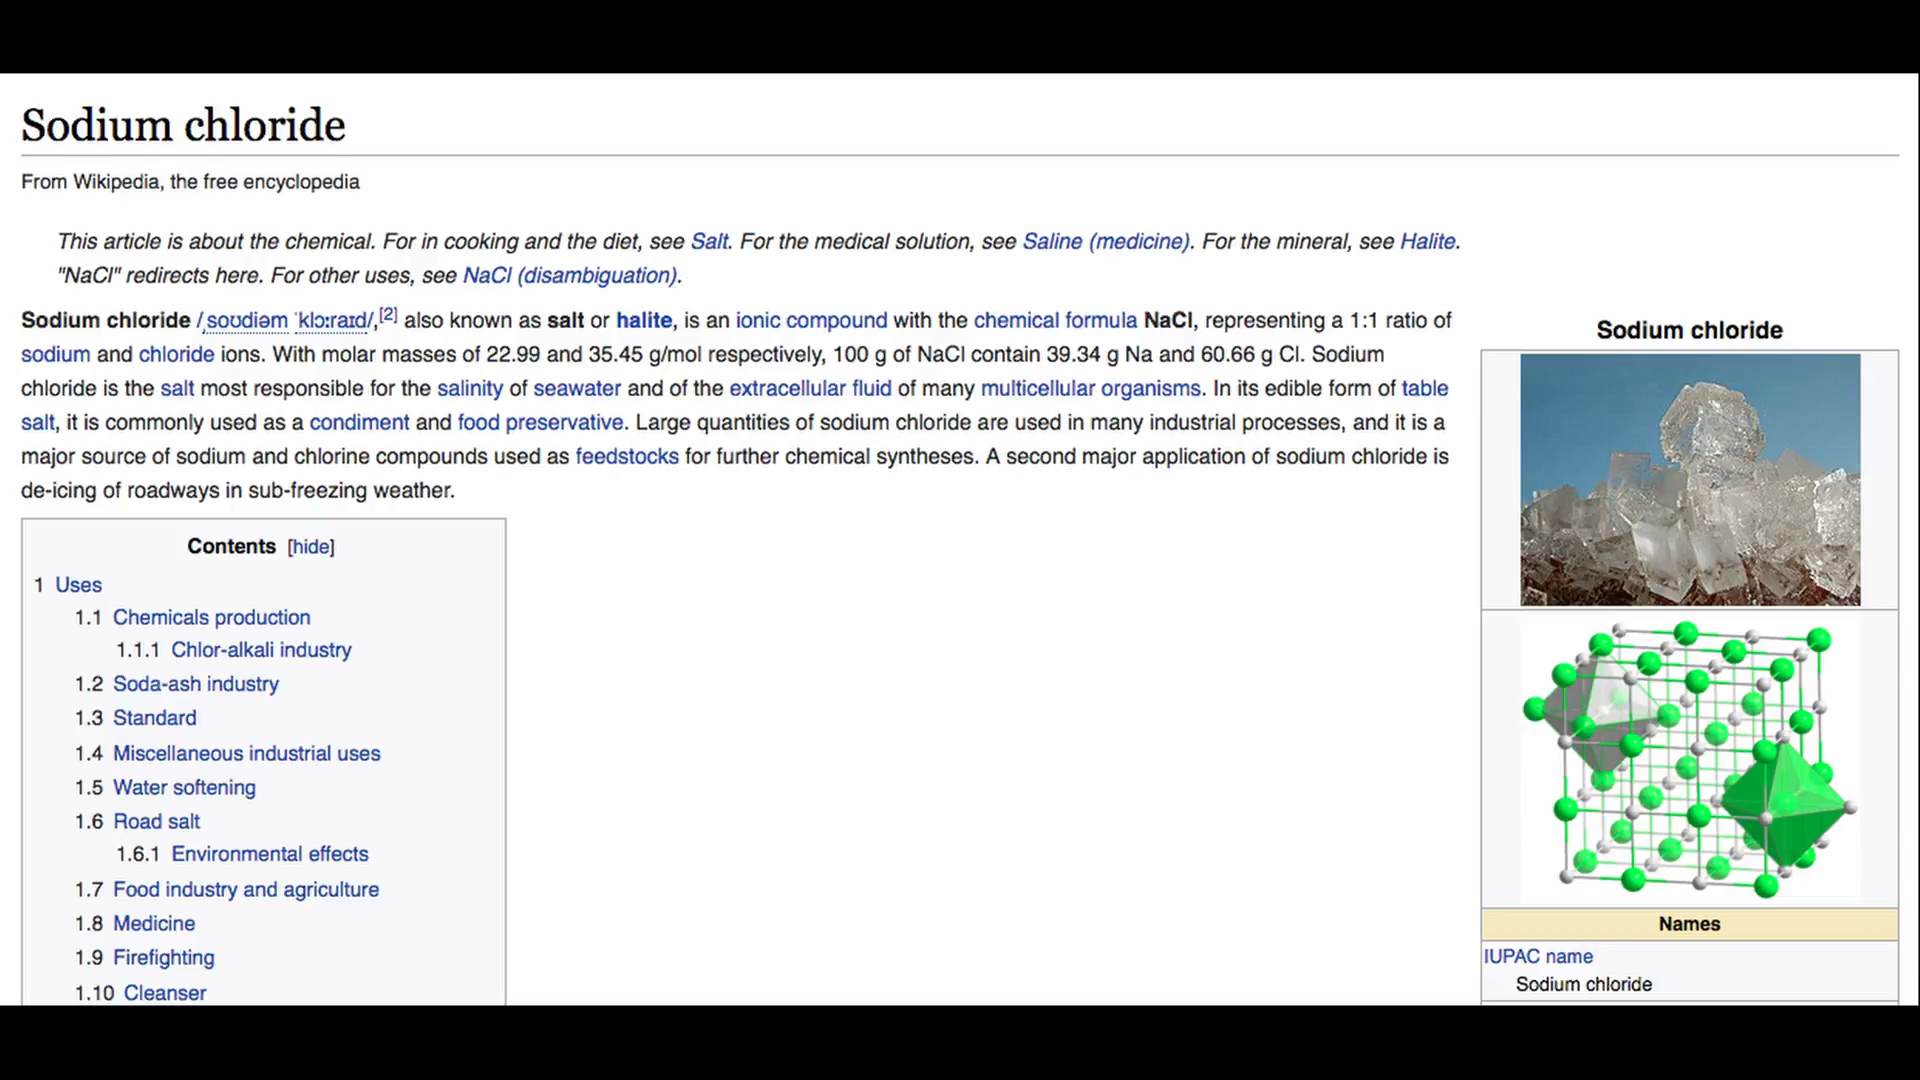 Sodium chloride
From Wikipedia, the free encyclopedia
This article is about the chemical. For in cooking and the diet, see Salt. For the medical solution, see Saline (medicine). For the mineral, see Halite.
"NaCl" redirects here. For other uses, see NaCl (disambiguation).
Sodium chloride /ˌsoʊdiəm ˈklɔːraɪd/,[2] also known as salt or halite, is an ionic compound with the chemical formula NaCl, representing a 1:1 ratio of
sodium and chloride ions. With molar masses of 22.99 and 35.45 g/mol respectively, 100 g of NaCl contain 39.34 g Na and 60.66 g Cl. Sodium
chloride is the salt most responsible for the salinity of seawater and of the extracellular fluid of many multicellular organisms. In its edible form of table
salt, it is commonly used as a condiment and food preservative. Large quantities of sodium chloride are used in many industrial processes, and it is a
major source of sodium and chlorine compounds used as feedstocks for further chemical syntheses. A second major application of sodium chloride is
de-icing of roadways in sub-freezing weather.
Contents [hide]
1 Uses
1.1 Chemicals production
1.1.1 Chlor-alkali industry
1.2 Soda-ash industry
1.3 Standard
1.4 Miscellaneous industrial uses
1.5 Water softening
1.6 Road salt
1.6.1 Environmental effects
1.7 Food industry and agriculture
1.8 Medicine
1.9 Firefighting
1.10 Cleanser
Sodium chloride
Names
IUPAC name
Sodium chloride